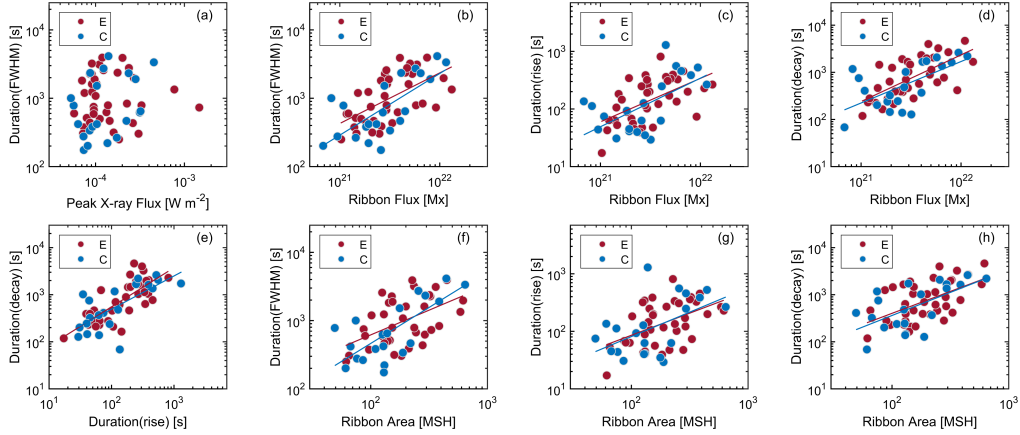 (a)
E
C
Duration(FWHM) [s]
10^4
10^3
10^2
10^-4
10^-3
Peak X-ray Flux [W m^-2]
(b)
E
C
Duration(FWHM) [s]
10^4
10^3
10^2
10^21
10^22
Ribbon Flux [Mx]
(c)
E
C
Duration(rise) [s]
10^3
10^2
10^1
10^21
10^22
Ribbon Flux [Mx]
(d)
E
C
Duration(decay) [s]
10^4
10^3
10^2
10^1
10^21
10^22
Ribbon Flux [Mx]
(e)
E
C
Duration(decay) [s]
10^4
10^3
10^2
10^1
10^1
10^2
10^3
Duration(rise) [s]
(f)
E
C
Duration(FWHM) [s]
10^4
10^3
10^2
10^2
10^3
Ribbon Area [MSH]
(g)
E
C
Duration(rise) [s]
10^3
10^2
10^1
10^2
10^3
Ribbon Area [MSH]
(h)
E
C
Duration(decay) [s]
10^4
10^3
10^2
10^1
10^2
10^3
Ribbon Area [MSH]